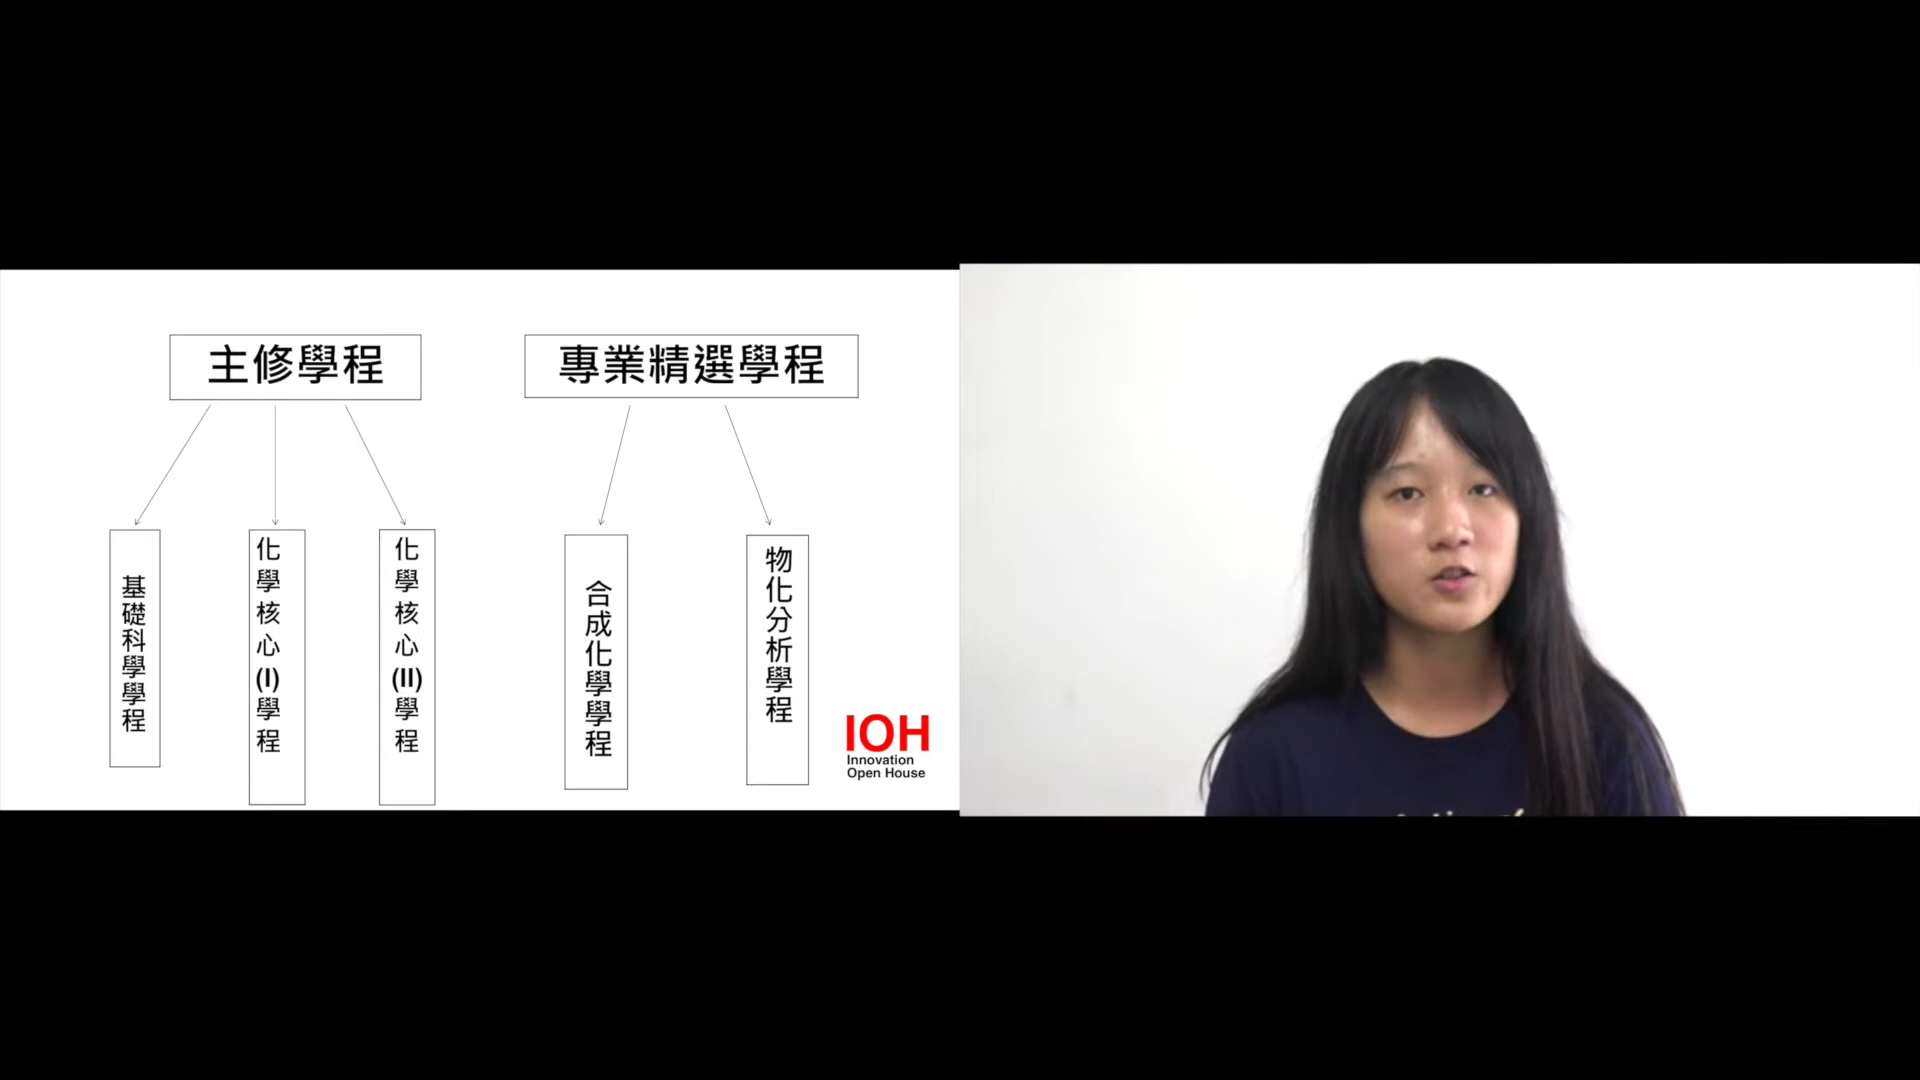 主修學程
專業精選學程
基礎科學學程
化學核心(I)學程
化學核心(II)學程
合成化學學程
物化分析學程
IOH
Innovation
Open House